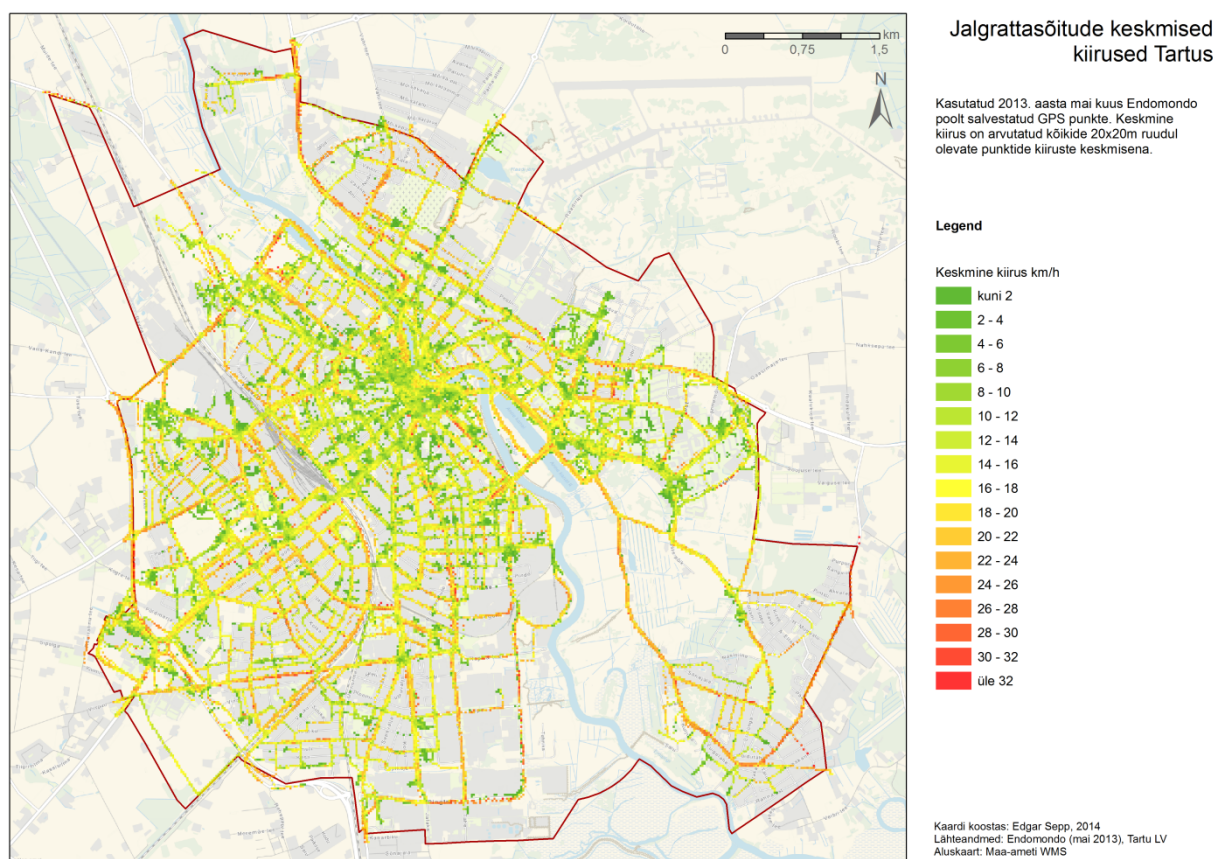 Jalgrattasõitude keskmised
kiirused Tartus
Kasutatud 2013. aasta mai kuus Endomondo
poolt salvestatud GPS punkte. Keskmine
kiirus on arvutatud kõikide 20x20m ruudul
olevate punktide kiiruste keskmisena.
km
0 0,75 1,5
N
Legend
Keskmine kiirus km/h
kuni 2
2 - 4
4 - 6
6 - 8
8 - 10
10 - 12
12 - 14
14 - 16
16 - 18
18 - 20
20 - 22
22 - 24
24 - 26
26 - 28
28 - 30
30 - 32
üle 32
Kaardi koostas: Edgar Sepp, 2014
Lähteandmed: Endomondo (mai 2013), Tartu LV
Aluskaart: Maa-ameti WMS